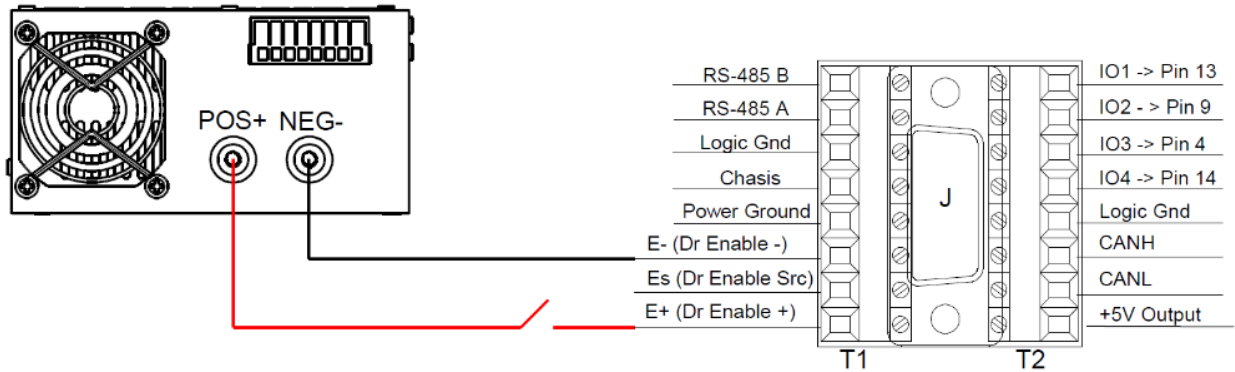 POS+ NEG-
RS-485 B
RS-485 A
Logic Gnd
Chasis
Power Ground
E- (Dr Enable -)
Es (Dr Enable Src)
E+ (Dr Enable +)
J
IO1 -> Pin 13
IO2 - > Pin 9
IO3 -> Pin 4
IO4 -> Pin 14
Logic Gnd
CANH
CANL
+5V Output
T1 T2